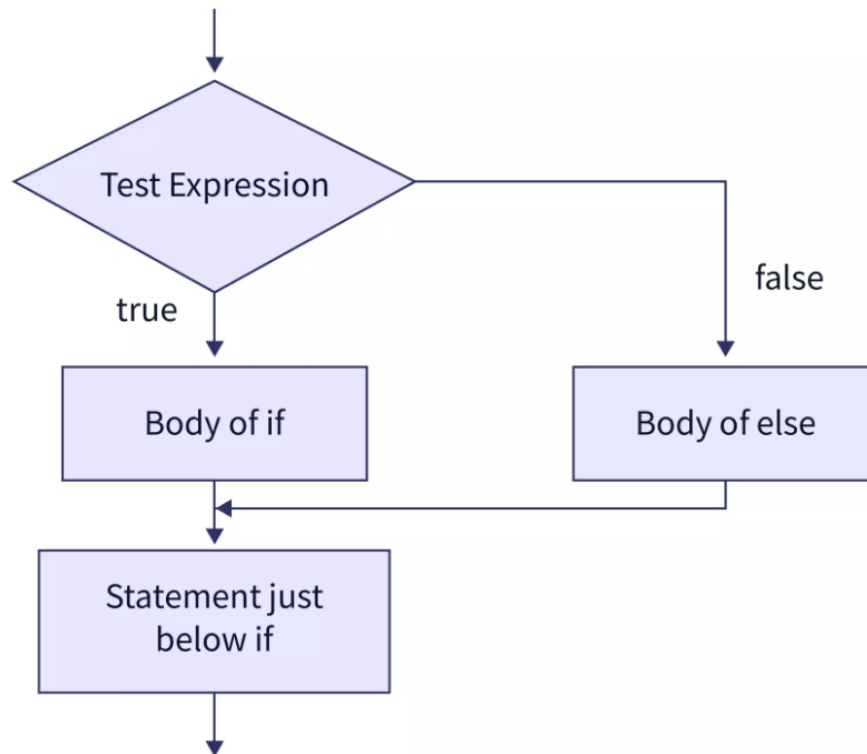 Test Expression
true
false
Body of if
Body of else
Statement just
below if